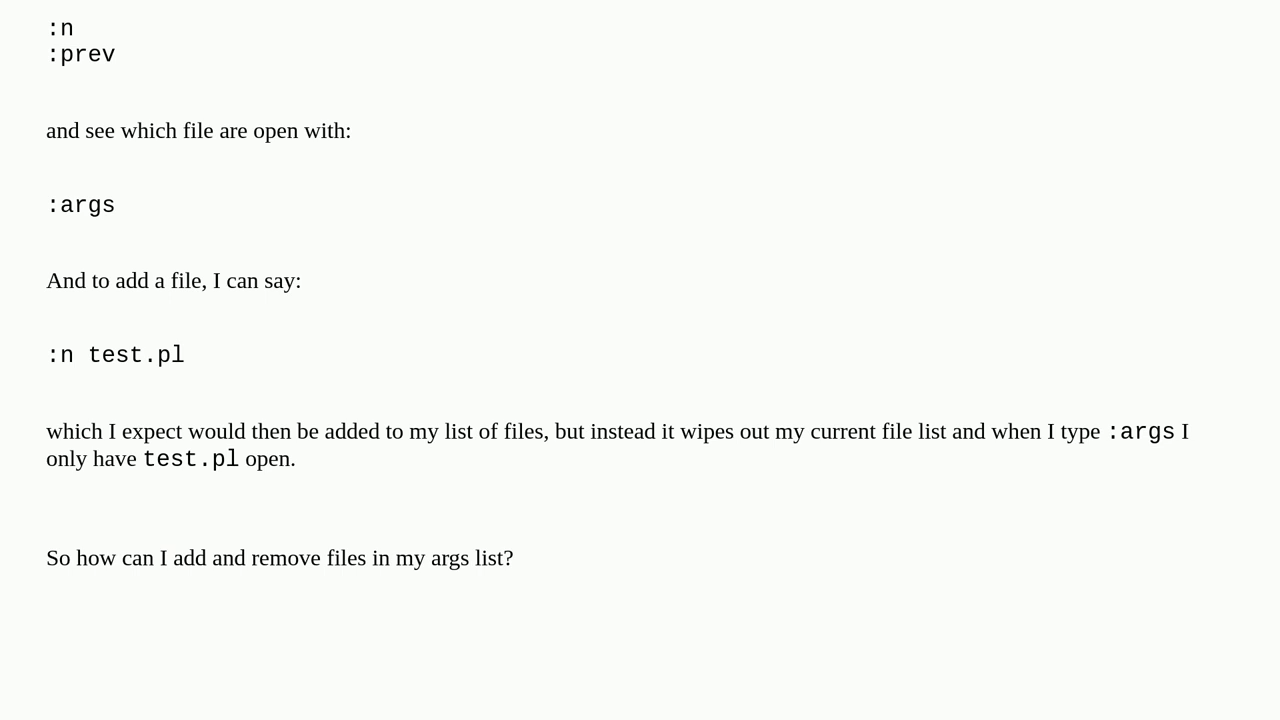 :n
:prev
and see which file are open with:
:args
And to add a file, I can say:
:n test.pl
which I expect would then be added to my list of files, but instead it wipes out my current file list and when I type :args I
only have test.pl open.
So how can I add and remove files in my args list?